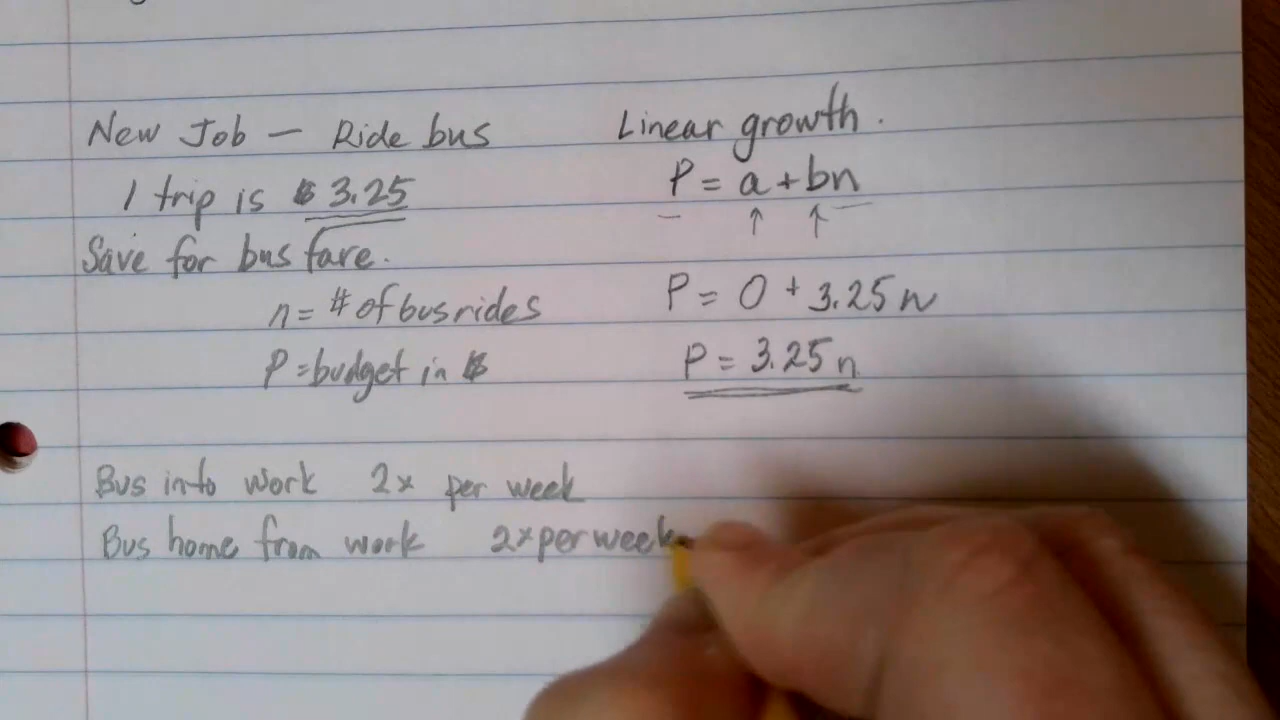 New Job — Ride bus
1 trip is $3.25
Save for bus fare.
n = # of bus rides
P = budget in $
Linear growth.
P = a + bn
P = 0 + 3.25n
P = 3.25n
Bus into work 2x per week
Bus home from work 2x per week